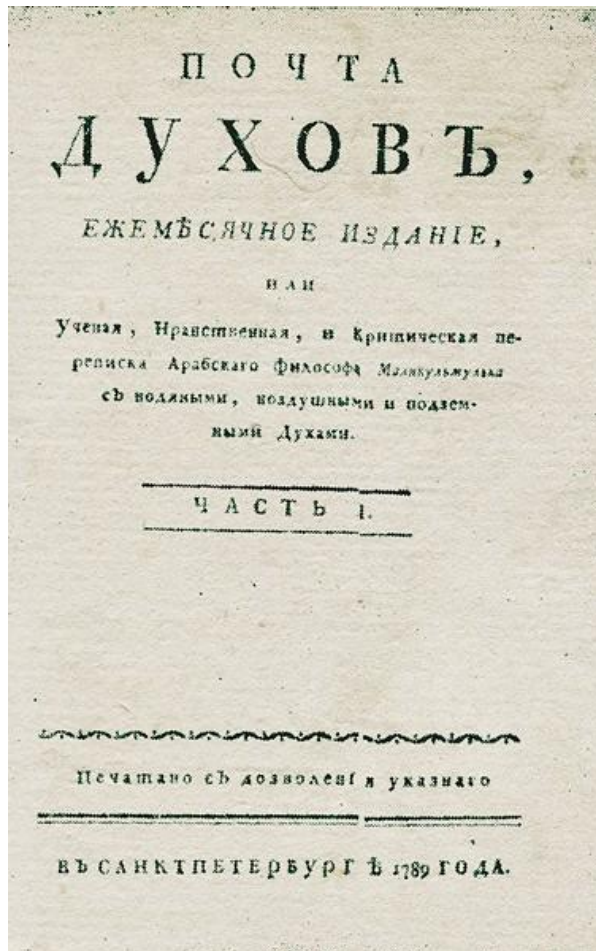 ПОЧТА
ДУХОВЪ,
ЕЖЕМѢСЯЧНОЕ ИЗДАНІЕ,
ИЛИ
Ученая, Нравственная, и Критическая пе-
реписка Арабскаго философа Маликульмулька
съ водяными, воздушными и подзем-
ными Духами.
ЧАСТЬ I.
Печатано съ дозволенія указнаго
ВЪ САНКТПЕТЕРБУРГѢ 1789 ГОДА.